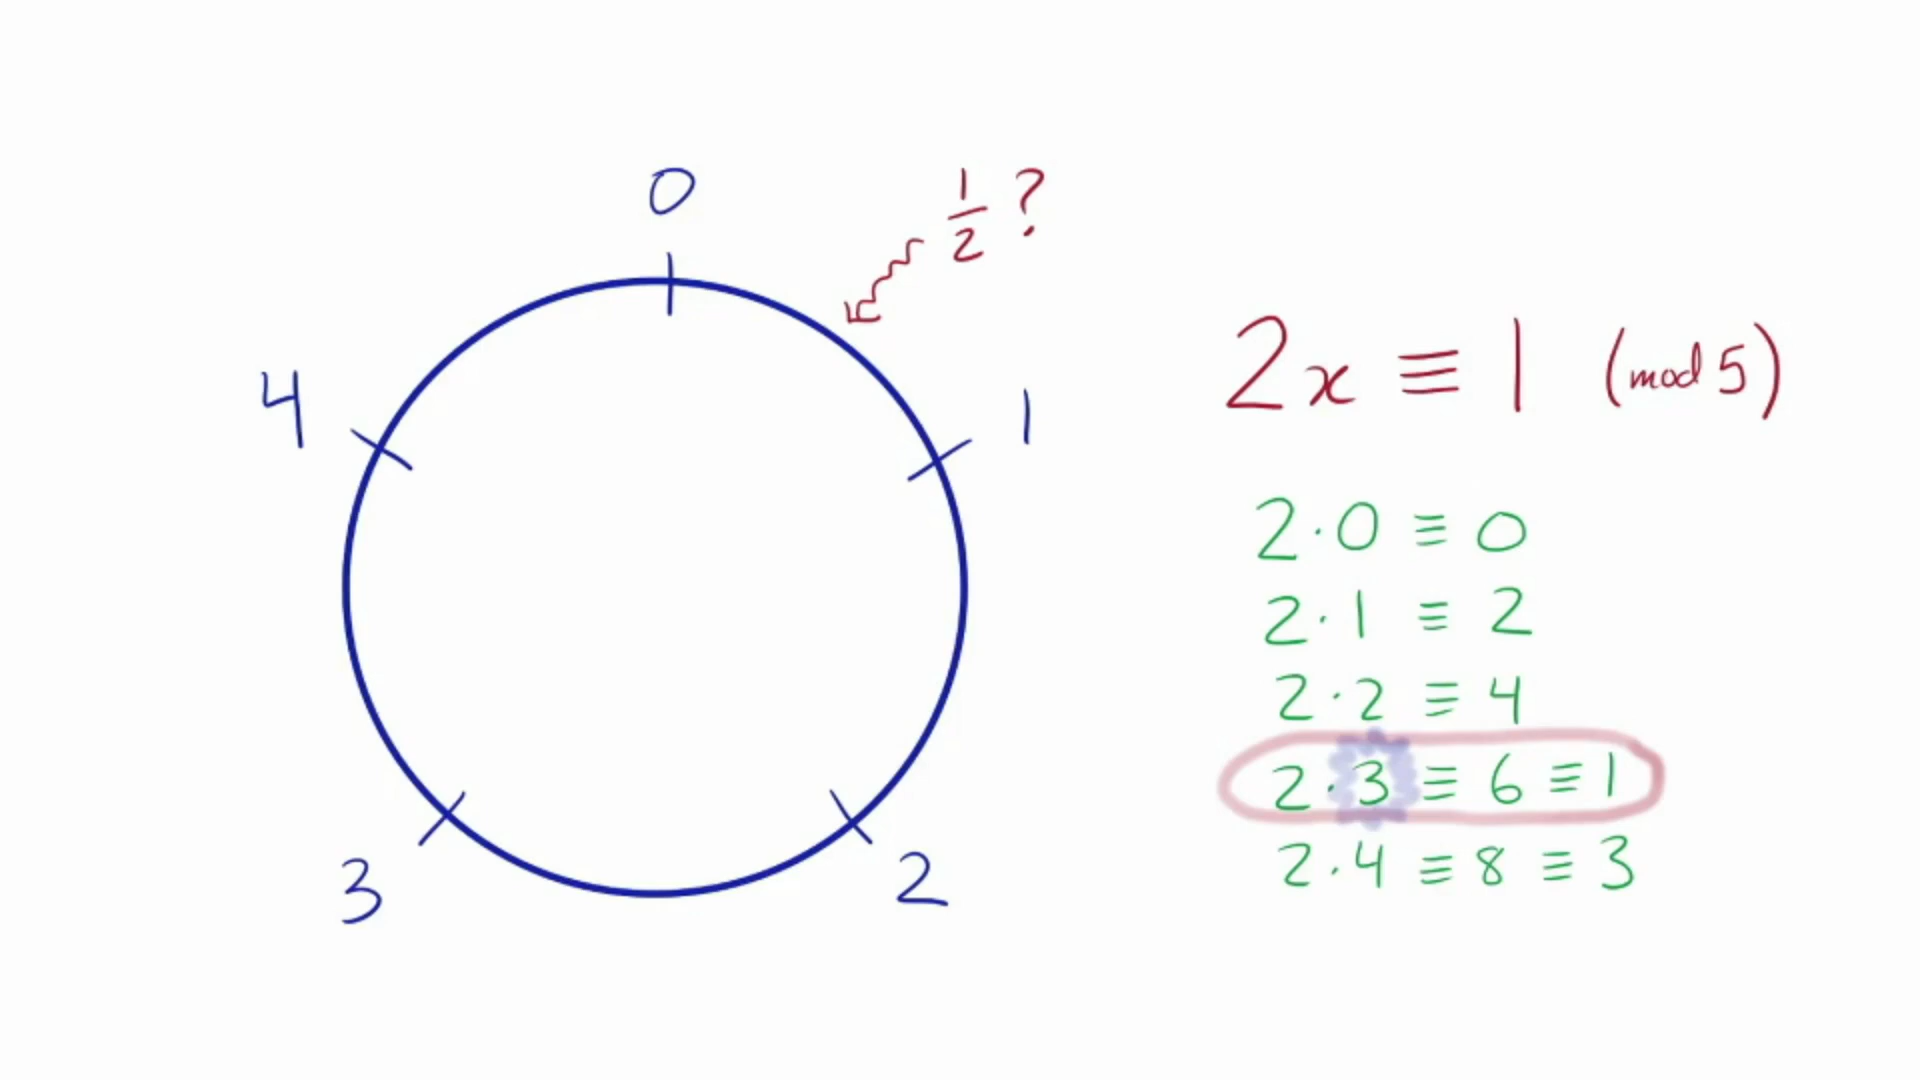 0
1/2 ?
4
1
3
2
2x ≡ 1 (mod 5)
2·0 ≡ 0
2·1 ≡ 2
2·2 ≡ 4
2·3 ≡ 6 ≡ 1
2·4 ≡ 8 ≡ 3